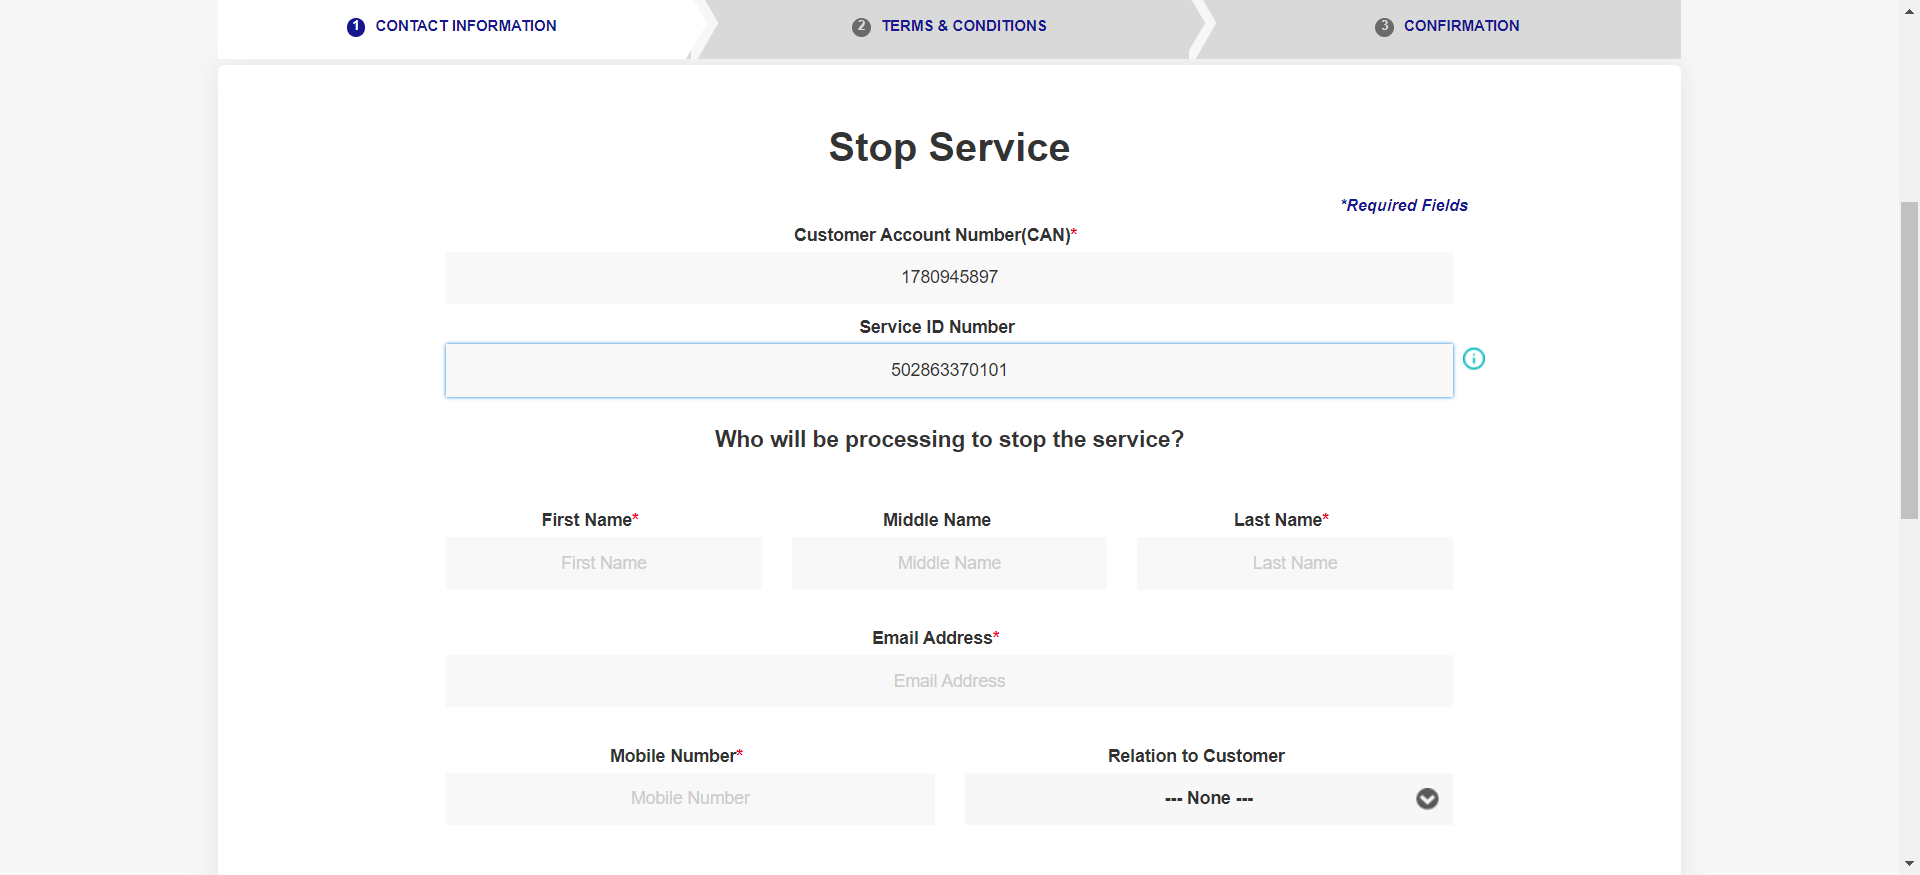 1 CONTACT INFORMATION
2 TERMS & CONDITIONS
3 CONFIRMATION
Stop Service
*Required Fields
Customer Account Number(CAN)*
1780945897
Service ID Number
502863370101
Who will be processing to stop the service?
First Name*
Middle Name
Last Name*
First Name
Middle Name
Last Name
Email Address*
Email Address
Mobile Number*
Relation to Customer
Mobile Number
--- None ---